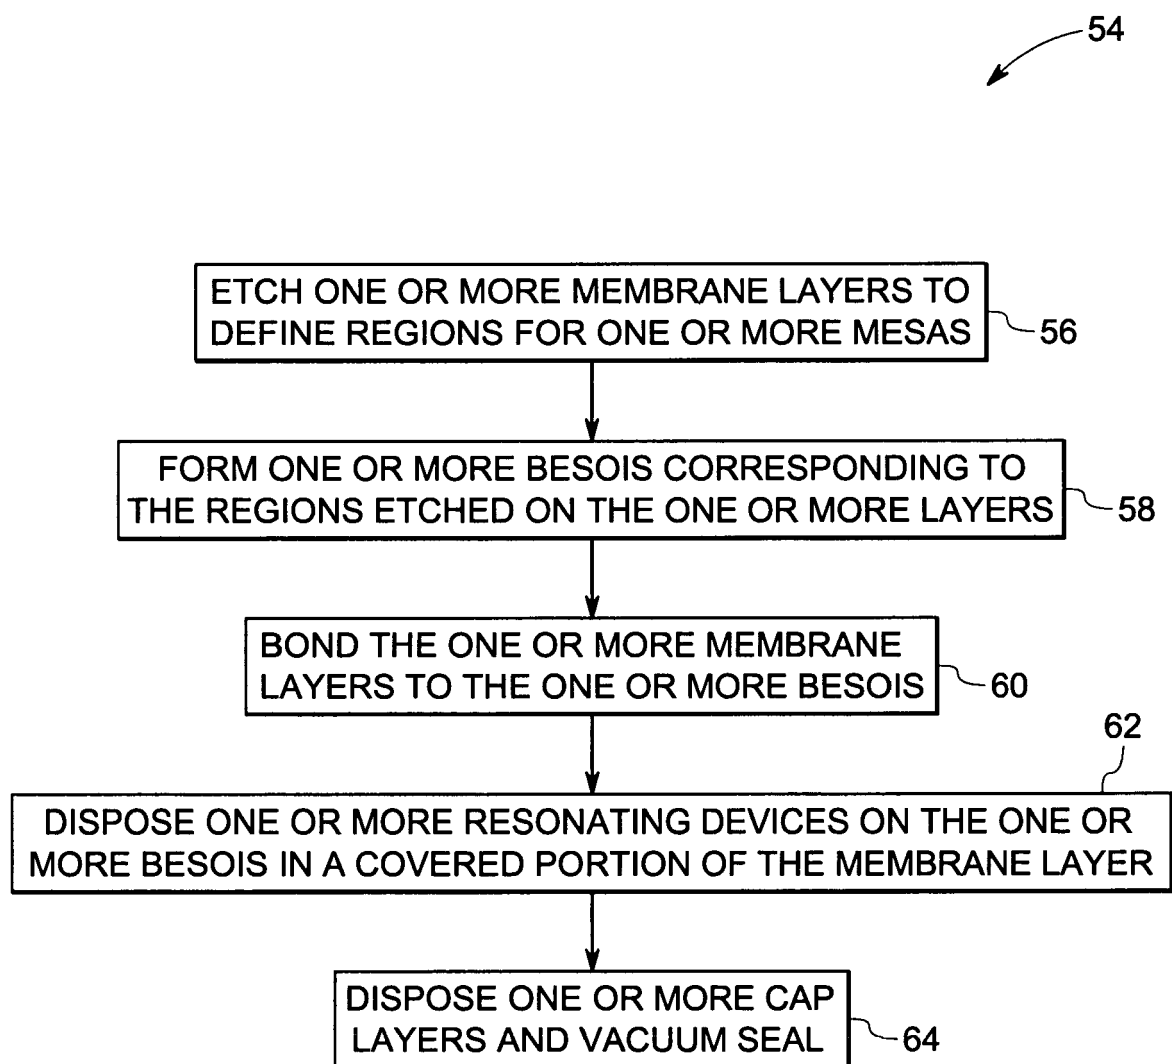 54
ETCH ONE OR MORE MEMBRANE LAYERS TO
DEFINE REGIONS FOR ONE OR MORE MESAS
56
FORM ONE OR MORE BESOIS CORRESPONDING TO
THE REGIONS ETCHED ON THE ONE OR MORE LAYERS
58
BOND THE ONE OR MORE MEMBRANE
LAYERS TO THE ONE OR MORE BESOIS
60
62
DISPOSE ONE OR MORE RESONATING DEVICES ON THE ONE OR
MORE BESOIS IN A COVERED PORTION OF THE MEMBRANE LAYER
DISPOSE ONE OR MORE CAP
LAYERS AND VACUUM SEAL
64